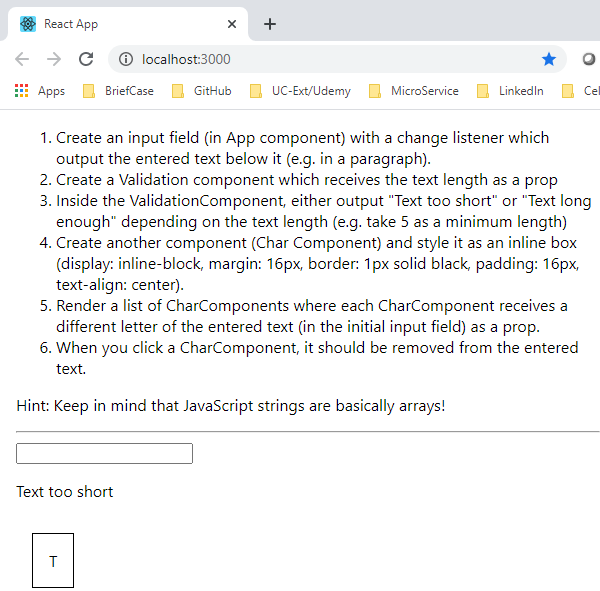 React App
localhost:3000
Apps BriefCase GitHub UC-Ext/Udemy MicroService LinkedIn Cel
1. Create an input field (in App component) with a change listener which
output the entered text below it (e.g. in a paragraph).
2. Create a Validation component which receives the text length as a prop
3. Inside the ValidationComponent, either output "Text too short" or "Text long
enough" depending on the text length (e.g. take 5 as a minimum length)
4. Create another component (Char Component) and style it as an inline box
(display: inline-block, margin: 16px, border: 1px solid black, padding: 16px,
text-align: center).
5. Render a list of CharComponents where each CharComponent receives a
different letter of the entered text (in the initial input field) as a prop.
6. When you click a CharComponent, it should be removed from the entered
text.
Hint: Keep in mind that JavaScript strings are basically arrays!
Text too short
T